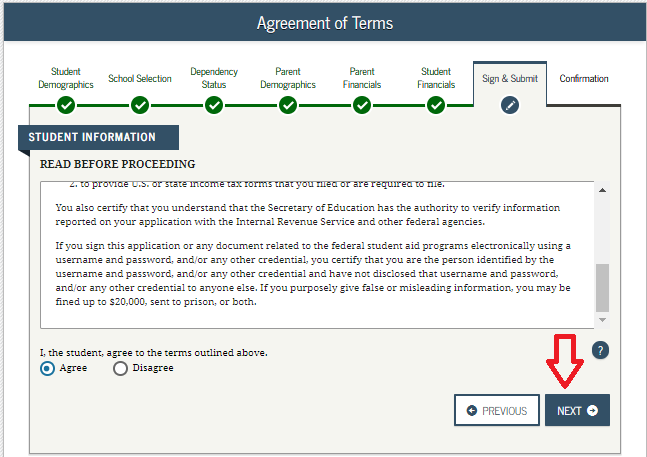 Agreement of Terms
Student
Demographics
School Selection
Dependency
Status
Parent
Demographics
Parent
Financials
Student
Financials
Sign & Submit
Confirmation
STUDENT INFORMATION
READ BEFORE PROCEEDING
2. to provide U.S. or state income tax forms that you filed or are required to file.
You also certify that you understand that the Secretary of Education has the authority to verify information
reported on your application with the Internal Revenue Service and other federal agencies.
If you sign this application or any document related to the federal student aid programs electronically using a
username and password, and/or any other credential, you certify that you are the person identified by the
username and password, and/or any other credential and have not disclosed that username and password,
and/or any other credential to anyone else. If you purposely give false or misleading information, you may be
fined up to $20,000, sent to prison, or both.
I, the student, agree to the terms outlined above.
?
Agree Disagree
PREVIOUS NEXT